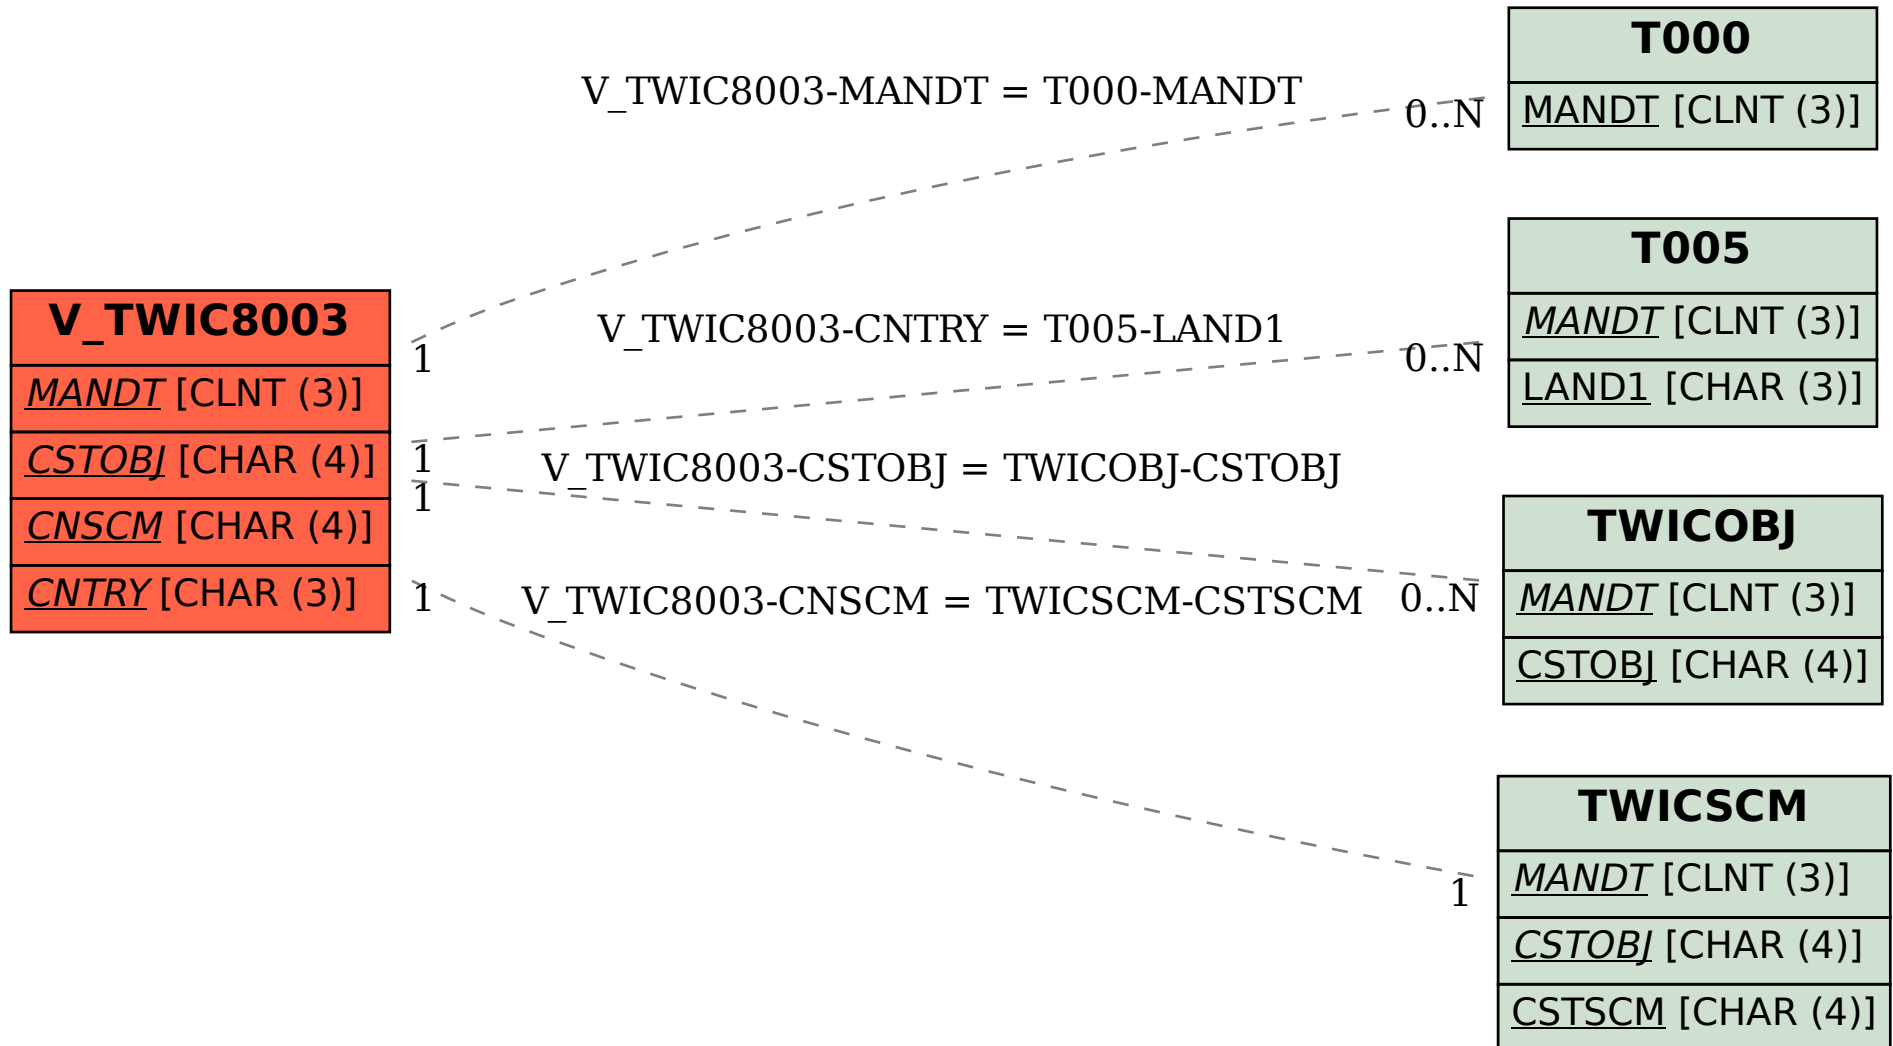 T000
MANDT [CLNT (3)]
V_TWIC8003-MANDT = T000-MANDT
0..N
1
T005
MANDT [CLNT (3)]
LAND1 [CHAR (3)]
V_TWIC8003
MANDT [CLNT (3)]
CSTOBJ [CHAR (4)]
CNSCM [CHAR (4)]
CNTRY [CHAR (3)]
V_TWIC8003-CNTRY = T005-LAND1
0..N
1
V_TWIC8003-CSTOBJ = TWICOBJ-CSTOBJ
1
0..N
TWICOBJ
MANDT [CLNT (3)]
CSTOBJ [CHAR (4)]
V_TWIC8003-CNSCM = TWICSCM-CSTSCM
1
1
TWICSCM
MANDT [CLNT (3)]
CSTOBJ [CHAR (4)]
CSTSCM [CHAR (4)]